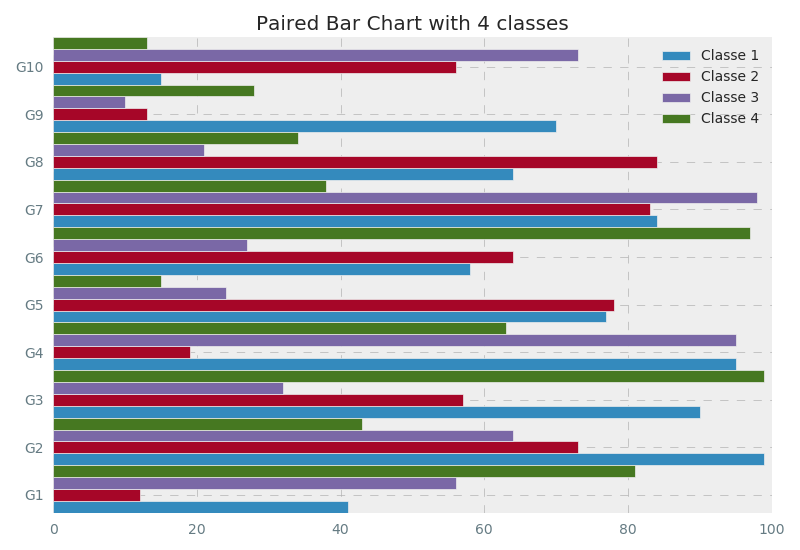 Paired Bar Chart with 4 classes
Classe 1
Classe 2
Classe 3
Classe 4
G10
G9
G8
G7
G6
G5
G4
G3
G2
G1
0 20 40 60 80 100